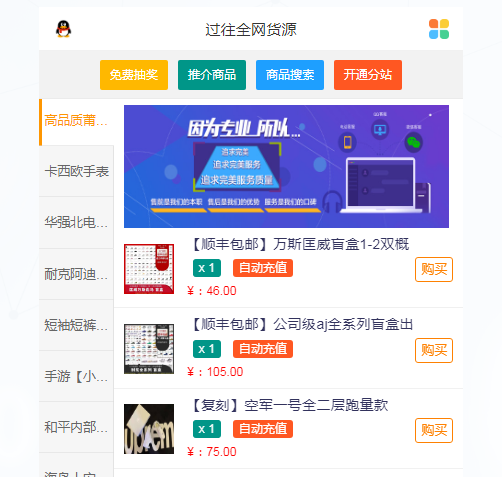 过往全网货源
免费抽奖
推介商品
商品搜索
开通分站
高品质莆...
卡西欧手表
华强北电...
耐克阿迪...
短袖短裤...
手游【小...
和平内部...
因为专业 所以...
追求完美
追求完美服务
追求完美服务质量
售前是我们的本职
售后是我们的优势
服务是我们的口碑
【顺丰包邮】万斯匡威盲盒1-2双概
x 1
自动充值
¥：46.00
购买
【顺丰包邮】公司级aj全系列盲盒出
x 1
自动充值
¥：105.00
购买
【复刻】空军一号全二层跑量款
x 1
自动充值
¥：75.00
购买